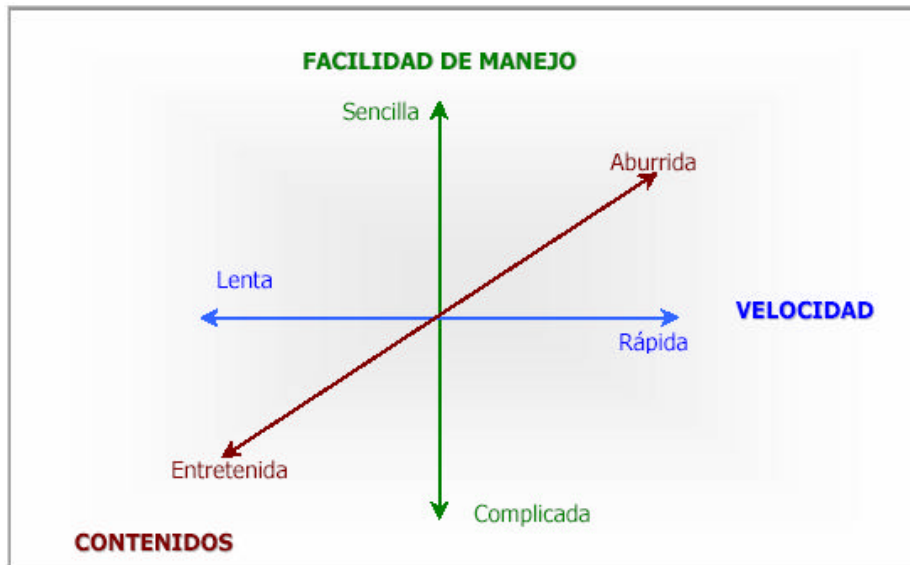 FACILIDAD DE MANEJO
Sencilla
Aburrida
Lenta
VELOCIDAD
Rápida
Entretenida
Complicada
CONTENIDOS